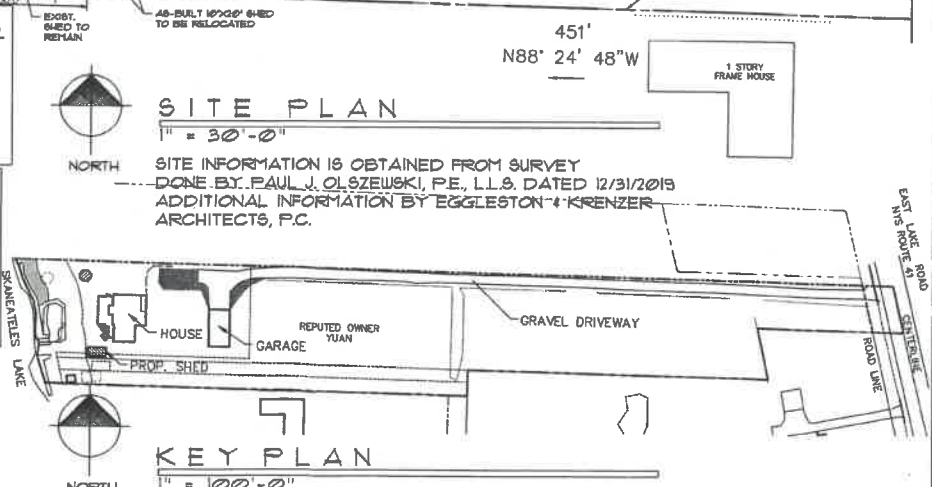 EXIST.
SHED TO
REMAIN
AS-BUILT 10'X20' SHED
TO BE RELOCATED
451'
N88° 24' 48"W
1 STORY
FRAME HOUSE
SITE PLAN
1" = 30'-0"
NORTH
SITE INFORMATION IS OBTAINED FROM SURVEY
DONE BY PAUL J. OLSZEWSKI, P.E., L.L.S. DATED 12/31/2019
ADDITIONAL INFORMATION BY EGGLESTON & KRENZER
ARCHITECTS, P.C.
EAST LAKE ROAD
NYS ROUTE 41
CENTERLINE
ROAD LINE
SKANEATELES LAKE
HOUSE
GARAGE
REPUTED OWNER
YUAN
GRAVEL DRIVEWAY
PROP. SHED
KEY PLAN
1" = 100'-0"
NORTH